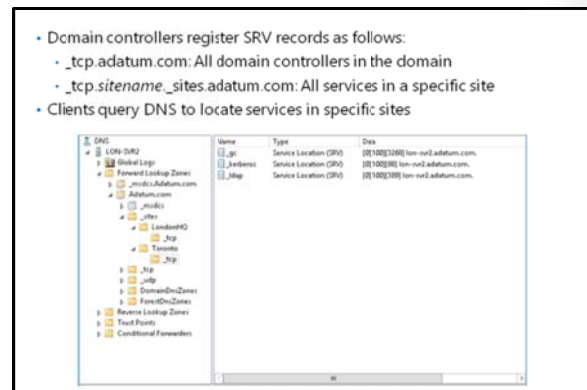 • Domain controllers register SRV records as follows:
• _tcp.adatum.com: All domain controllers in the domain
• _tcp.sitename._sites.adatum.com: All services in a specific site
• Clients query DNS to locate services in specific sites
DNS
LON-SVR2
Global Logs
Forward Lookup Zones
_msdcs.Adatum.com
Adatum.com
_msdcs
_sites
LondonHQ
_tcp
Toronto
_tcp
_tcp
_udp
DomainDnsZones
ForestDnsZones
Reverse Lookup Zones
Trust Points
Conditional Forwarders
Name Type Data
_gc Service Location (SRV) [0][100][3268] lon-svr2.adatum.com.
_kerberos Service Location (SRV) [0][100][88] lon-svr2.adatum.com.
_ldap Service Location (SRV) [0][100][389] lon-svr2.adatum.com.